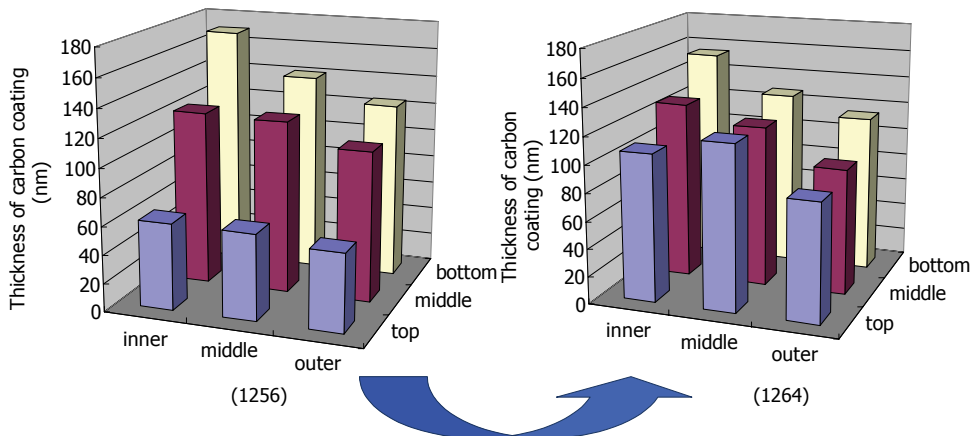 Thickness of carbon coating
(nm)
180
160
140
120
100
80
60
40
20
0
inner
middle
outer
top
middle
bottom
(1256)
Thickness of carbon
coating (nm)
180
160
140
120
100
80
60
40
20
0
inner
middle
outer
top
middle
bottom
(1264)